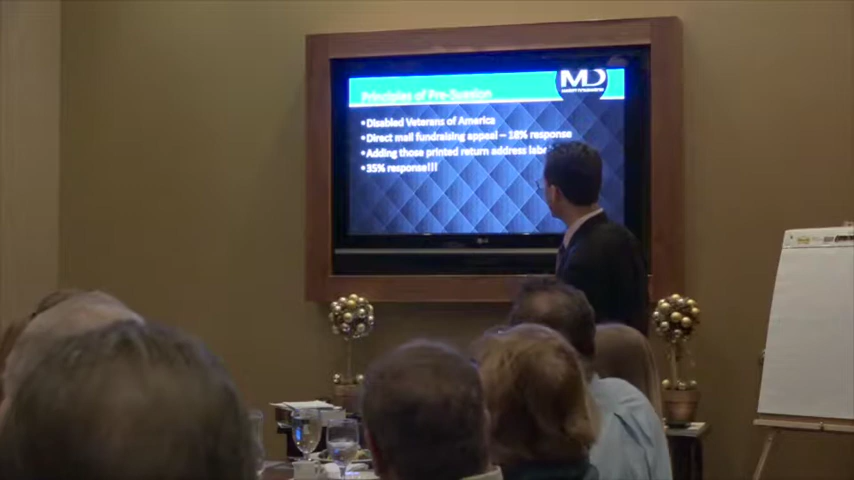 MD
Principles of Pre-Suasion
•Disabled Veterans of America
•Direct mail fundraising appeal – 18% response
•Adding those printed return address lab
•35% response!!!
LG